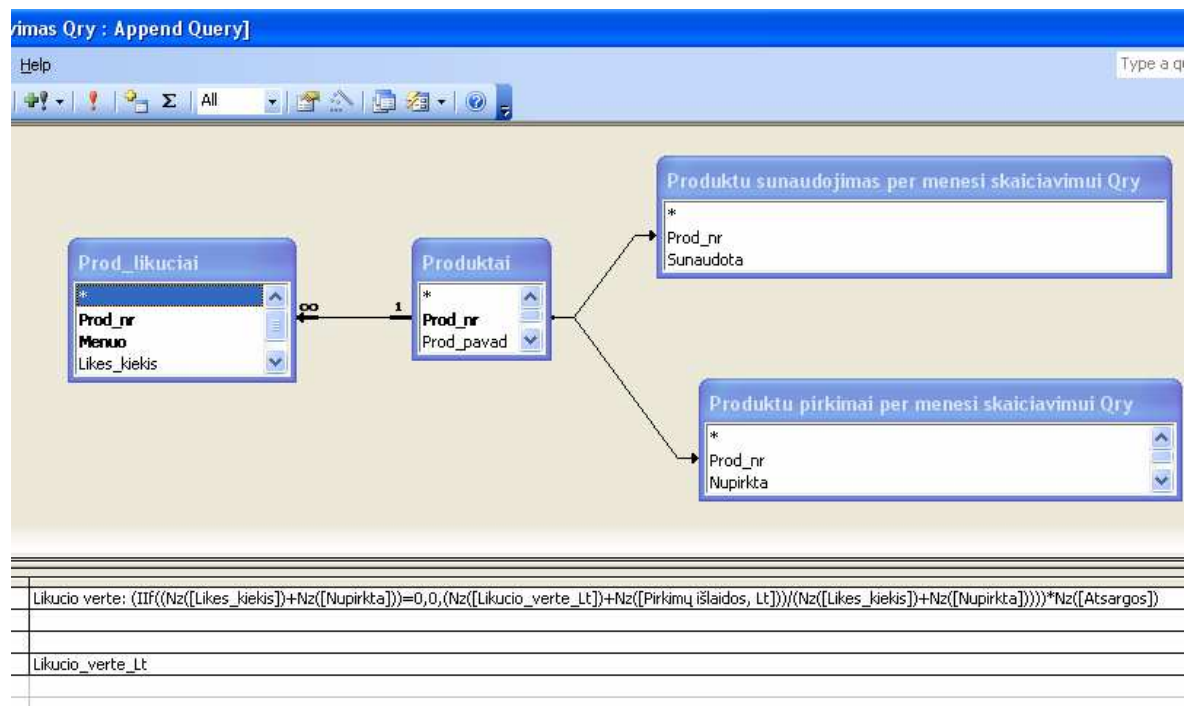 vimas Qry : Append Query]
Help
Type a qu
Σ All
Produktu sunaudojimas per menesi skaiciavimui Qry
*
Prod_nr
Sunaudota
Prod_likuciai
*
Prod_nr
Menuo
Likes_kiekis
∞ 1
Produktai
*
Prod_nr
Prod_pavad
Produktu pirkimai per menesi skaiciavimui Qry
*
Prod_nr
Nupirkta
Likucio verte: (IIf((Nz([Likes_kiekis])+Nz([Nupirkta]))=0,0,(Nz([Likucio_verte_Lt])+Nz([Pirkimų išlaidos, Lt]))/(Nz([Likes_kiekis])+Nz([Nupirkta]))))*Nz([Atsargos])
Likucio_verte_Lt